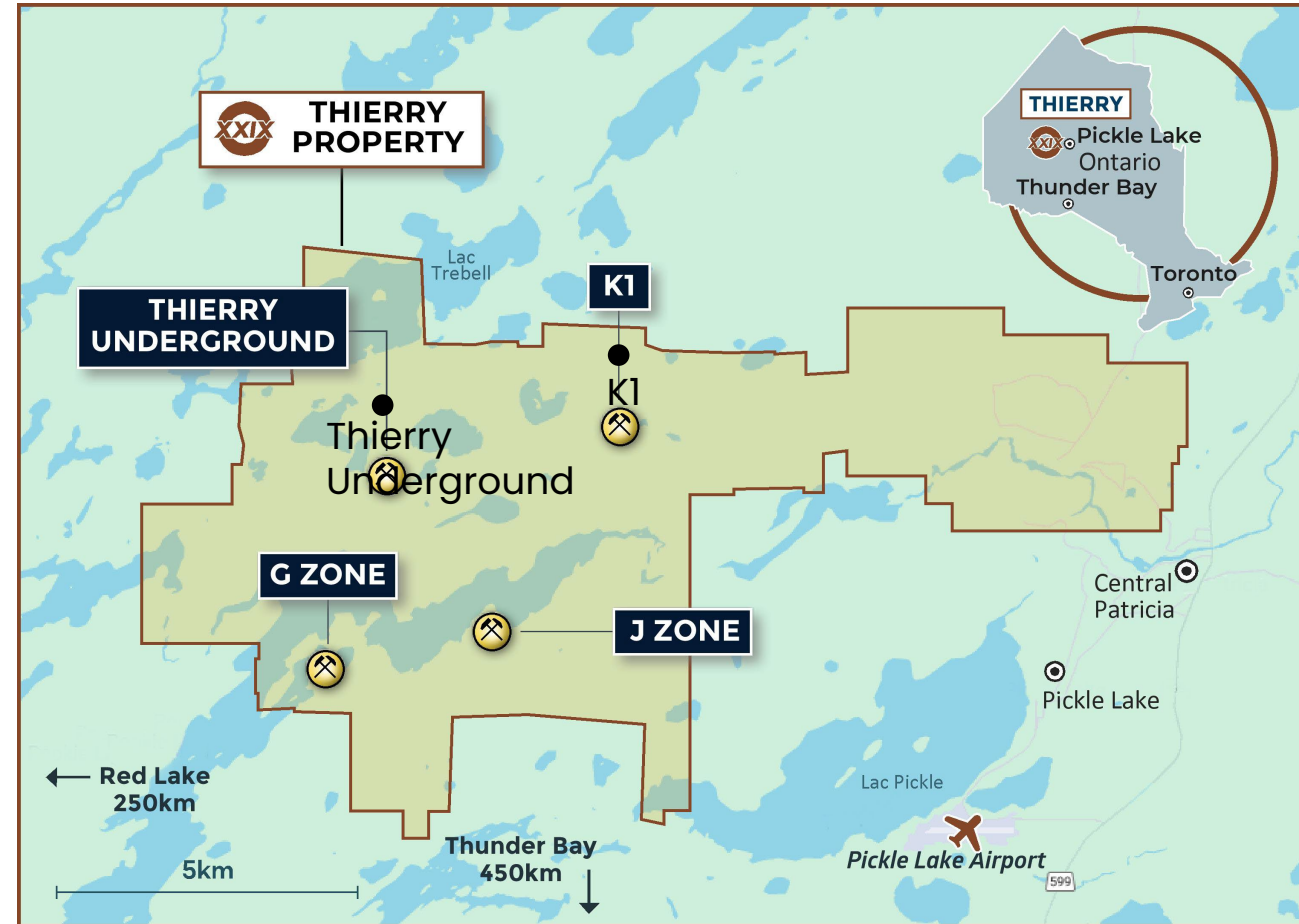 XXIX
THIERRY
PROPERTY
THIERRY
XXIX
Pickle Lake
Ontario
Thunder Bay
Toronto
Lac
Trebell
K1
THIERRY
UNDERGROUND
K1
Thierry
Underground
G ZONE
J ZONE
Central
Patricia
Pickle Lake
Red Lake
250km
Lac Pickle
Thunder Bay
450km
Pickle Lake Airport
5km
599